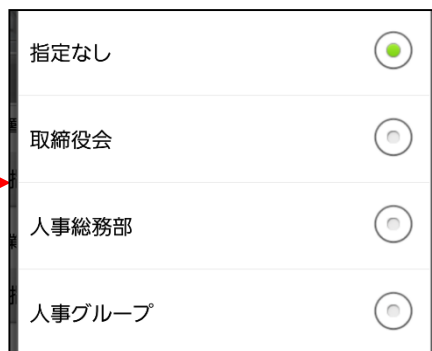 指定なし
取締役会
人事総務部
人事グループ